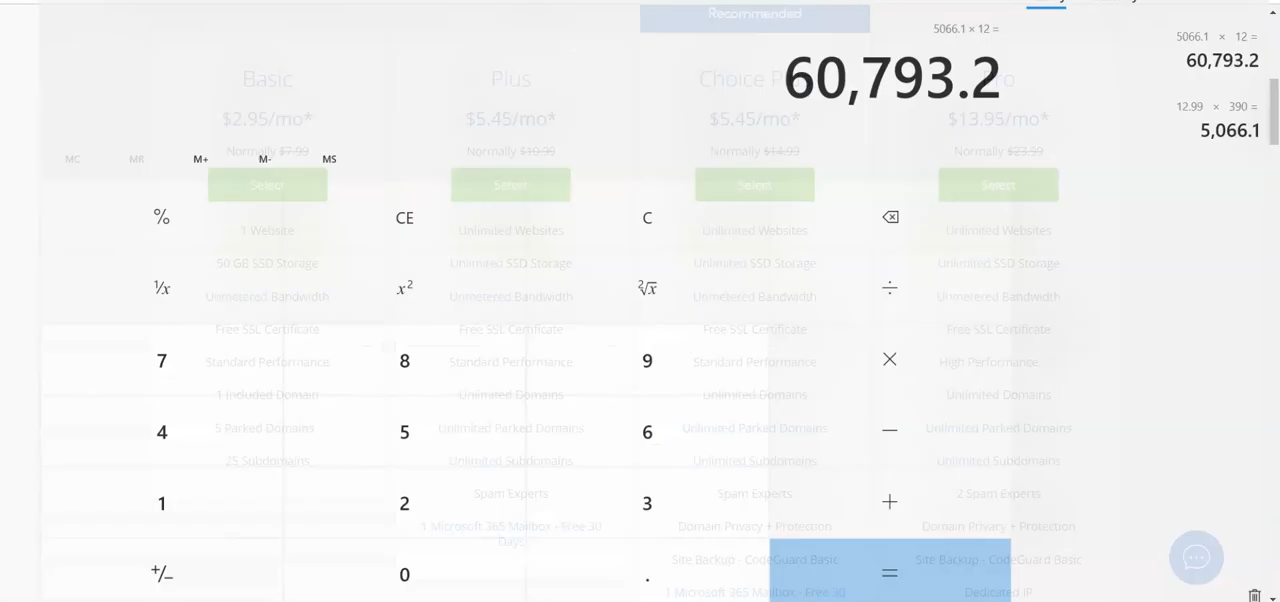 Recommended
5066.1 × 12 =
60,793.2
5066.1 × 12 =
60,793.2
12.99 × 390 =
5,066.1
Basic
Plus
Choice P
ro
$2.95/mo*
$5.45/mo*
$5.45/mo*
$13.95/mo*
Normally $7.99
Normally $10.99
Normally $14.99
Normally $23.99
MC MR M+ M- MS
Select
Select
Select
Select
% CE C
1 Website
Unlimited Websites
Unlimited Websites
Unlimited Websites
50 GB SSD Storage
Unlimited SSD Storage
Unlimited SSD Storage
Unlimited SSD Storage
¹/x x² ²√x ÷
Unmetered Bandwidth
Unmetered Bandwidth
Unmetered Bandwidth
Unmetered Bandwidth
Free SSL Certificate
Free SSL Certificate
Free SSL Certificate
Free SSL Certificate
7 8 9 ×
Standard Performance
Standard Performance
Standard Performance
High Performance
1 Included Domain
Unlimited Domains
Unlimited Domains
Unlimited Domains
4 5 6 −
5 Parked Domains
Unlimited Parked Domains
Unlimited Parked Domains
Unlimited Parked Domains
25 Subdomains
Unlimited Subdomains
Unlimited Subdomains
Unlimited Subdomains
1 2 3 +
Spam Experts
Spam Experts
2 Spam Experts
1 Microsoft 365 Mailbox - Free 30
Days
Domain Privacy + Protection
Domain Privacy + Protection
Site Backup - CodeGuard Basic
Site Backup - CodeGuard Basic
+/− 0 . =
1 Microsoft 365 Mailbox - Free 30
Dedicated IP